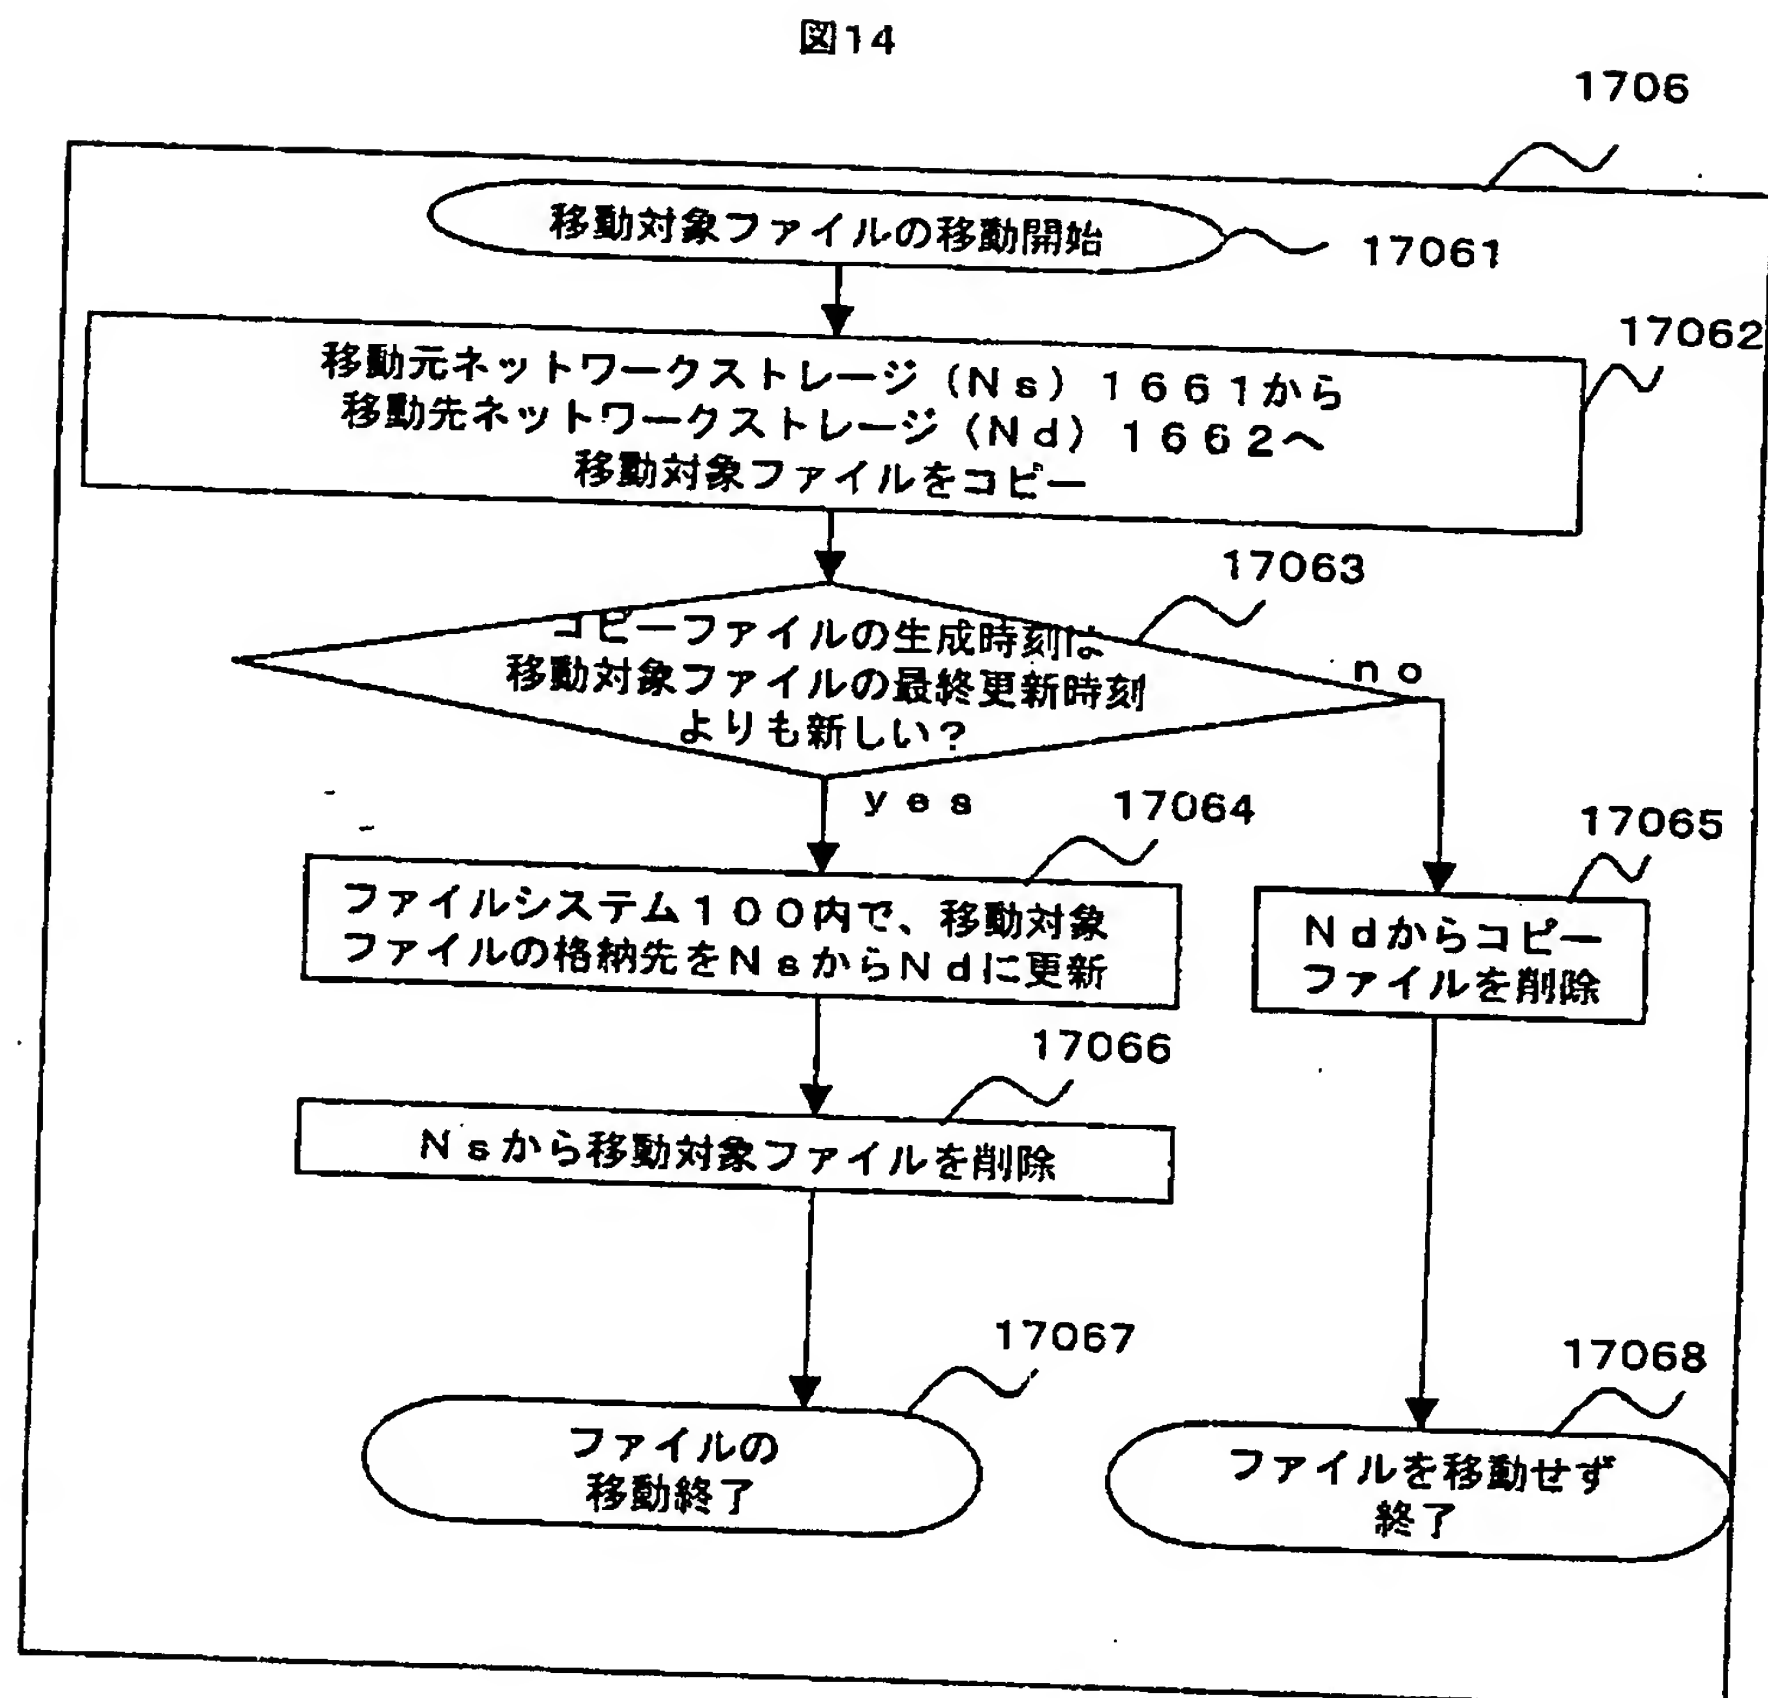 図14
1706
移動対象ファイルの移動開始
17061
17062
移動元ネットワークストレージ（Ns）1661から
移動先ネットワークストレージ（Nd）1662へ
移動対象ファイルをコピー
17063
コピーファイルの生成時刻は
移動対象ファイルの最終更新時刻
よりも新しい？
no
yes
17064
17065
ファイルシステム100内で、移動対象
ファイルの格納先をNsからNdに更新
Ndからコピー
ファイルを削除
17066
Nsから移動対象ファイルを削除
17067
17068
ファイルの
移動終了
ファイルを移動せず
終了